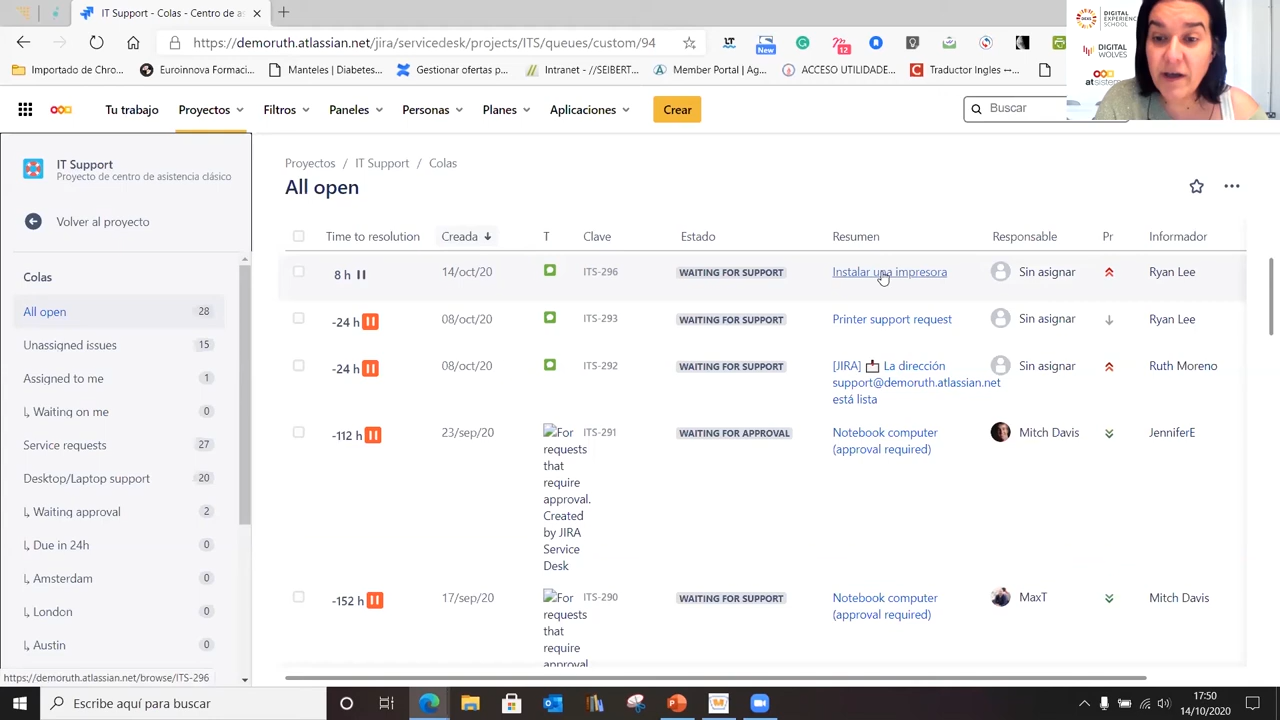 IT Support - Colas - Centro de as
https://demoruth.atlassian.net/jira/servicedesk/projects/ITS/queues/custom/94
New
12
DIGITAL
EXPERIENC
SCHOOL
DIGITAL
WOLVES
atsistemas
Importado de Chro...
Euroinnova Formaci...
Manteles | Diabetes...
Gestionar ofertas p...
Intranet - //SEIBERT...
Member Portal | Ag...
ACCESO UTILIDADE...
Traductor Ingles ↔...
Tu trabajo
Proyectos
Filtros
Paneles
Personas
Planes
Aplicaciones
Crear
Buscar
IT Support
Proyecto de centro de asistencia clásico
Volver al proyecto
Colas
All open 28
Unassigned issues 15
Assigned to me 1
Waiting on me 0
Service requests 27
Desktop/Laptop support 20
Waiting approval 2
Due in 24h 0
Amsterdam 0
London 0
Austin 0
https://demoruth.atlassian.net/browse/ITS-296
Proyectos / IT Support / Colas
All open
Time to resolution Creada ↓ T Clave Estado Resumen Responsable Pr Informador
8 h 14/oct/20 ITS-296 WAITING FOR SUPPORT Instalar una impresora Sin asignar Ryan Lee
-24 h 08/oct/20 ITS-293 WAITING FOR SUPPORT Printer support request Sin asignar Ryan Lee
-24 h 08/oct/20 ITS-292 WAITING FOR SUPPORT [JIRA] La dirección Sin asignar Ruth Moreno
support@demoruth.atlassian.net
está lista
-112 h 23/sep/20 For ITS-291 WAITING FOR APPROVAL Notebook computer Mitch Davis JenniferE
requests (approval required)
that
require
approval.
Created
by JIRA
Service
Desk
-152 h 17/sep/20 For ITS-290 WAITING FOR SUPPORT Notebook computer MaxT Mitch Davis
requests (approval required)
that
require
approval
Escribe aquí para buscar
17:50
14/10/2020